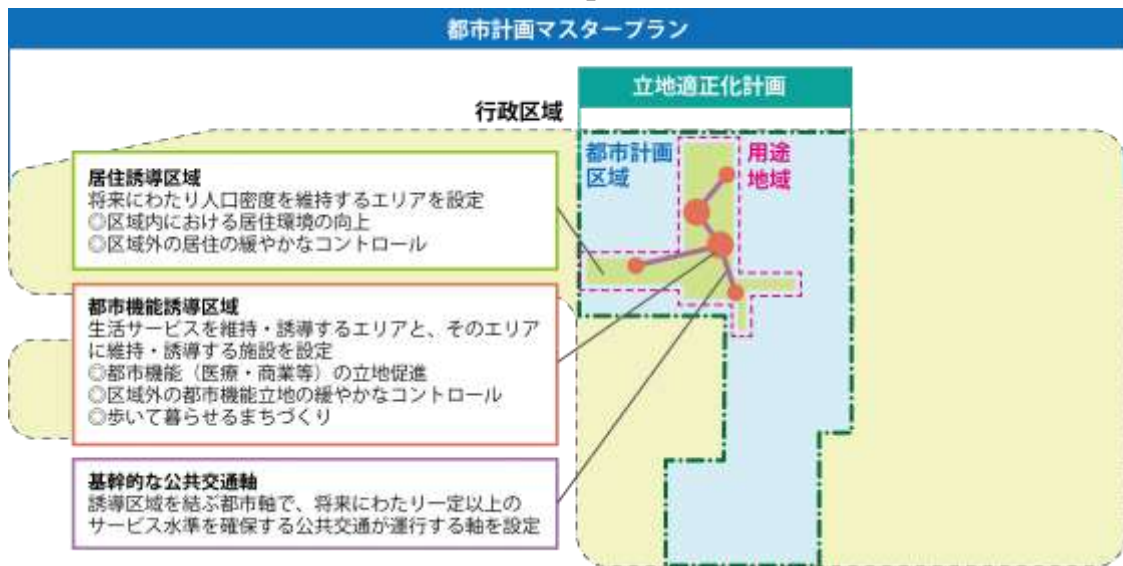 都市計画マスタープラン
立地適正化計画
行政区域
都市計画
区域
用途
地域
居住誘導区域
将来にわたり人口密度を維持するエリアを設定
◎区域内における居住環境の向上
◎区域外の居住の緩やかなコントロール
都市機能誘導区域
生活サービスを維持・誘導するエリアと、そのエリア
に維持・誘導する施設を設定
◎都市機能（医療・商業等）の立地促進
◎区域外の都市機能立地の緩やかなコントロール
◎歩いて暮らせるまちづくり
基幹的な公共交通軸
誘導区域を結ぶ都市軸で、将来にわたり一定以上の
サービス水準を確保する公共交通が運行する軸を設定